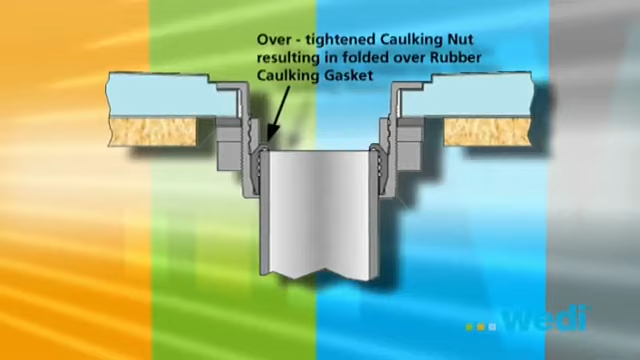 Over - tightened Caulking Nut
resulting in folded over Rubber
Caulking Gasket
wedi